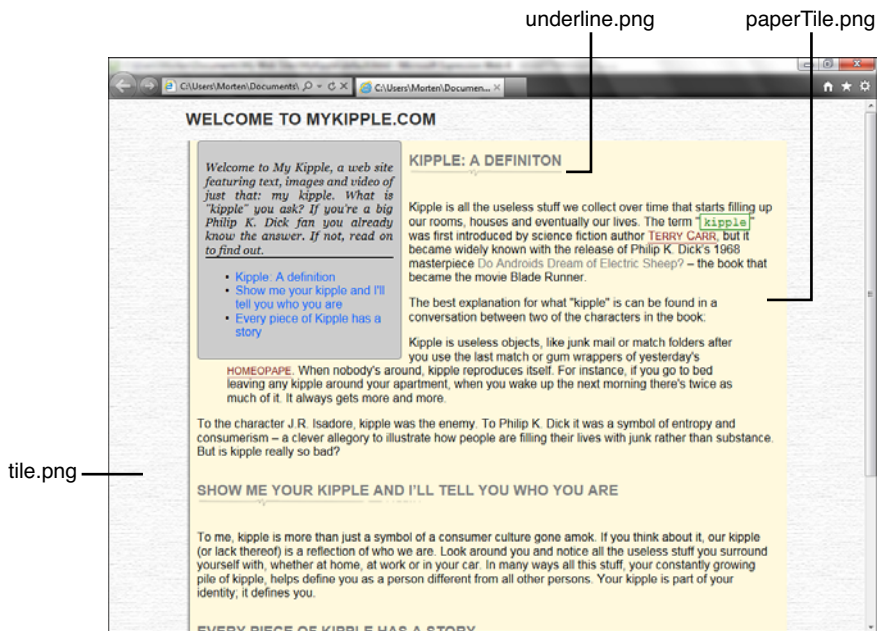 underline.png
paperTile.png
C:\Users\Morten\Documents\
C:\Users\Morten\Documen...
WELCOME TO MYKIPPLE.COM
Welcome to My Kipple, a web site
featuring text, images and video of
just that: my kipple. What is
"kipple" you ask? If you're a big
Philip K. Dick fan you already
know the answer. If not, read on
to find out.
• Kipple: A definition
• Show me your kipple and I'll
tell you who you are
• Every piece of Kipple has a
story
KIPPLE: A DEFINITON
Kipple is all the useless stuff we collect over time that starts filling up
our rooms, houses and eventually our lives. The term "kipple"
was first introduced by science fiction author TERRY CARR, but it
became widely known with the release of Philip K. Dick's 1968
masterpiece Do Androids Dream of Electric Sheep? – the book that
became the movie Blade Runner.
The best explanation for what "kipple" is can be found in a
conversation between two of the characters in the book:
Kipple is useless objects, like junk mail or match folders after
you use the last match or gum wrappers of yesterday's
HOMEOPAPE. When nobody's around, kipple reproduces itself. For instance, if you go to bed
leaving any kipple around your apartment, when you wake up the next morning there's twice as
much of it. It always gets more and more.
To the character J.R. Isadore, kipple was the enemy. To Philip K. Dick it was a symbol of entropy and
consumerism – a clever allegory to illustrate how people are filling their lives with junk rather than substance.
But is kipple really so bad?
tile.png
SHOW ME YOUR KIPPLE AND I'LL TELL YOU WHO YOU ARE
To me, kipple is more than just a symbol of a consumer culture gone amok. If you think about it, our kipple
(or lack thereof) is a reflection of who we are. Look around you and notice all the useless stuff you surround
yourself with, whether at home, at work or in your car. In many ways all this stuff, your constantly growing
pile of kipple, helps define you as a person different from all other persons. Your kipple is part of your
identity; it defines you.
EVERY PIECE OF KIPPLE HAS A STORY